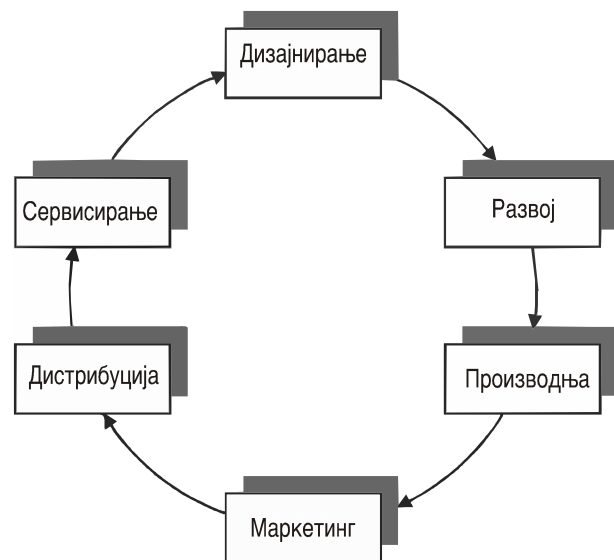 Дизајнирање
Развој
Производња
Маркетинг
Дистрибуција
Сервисирање